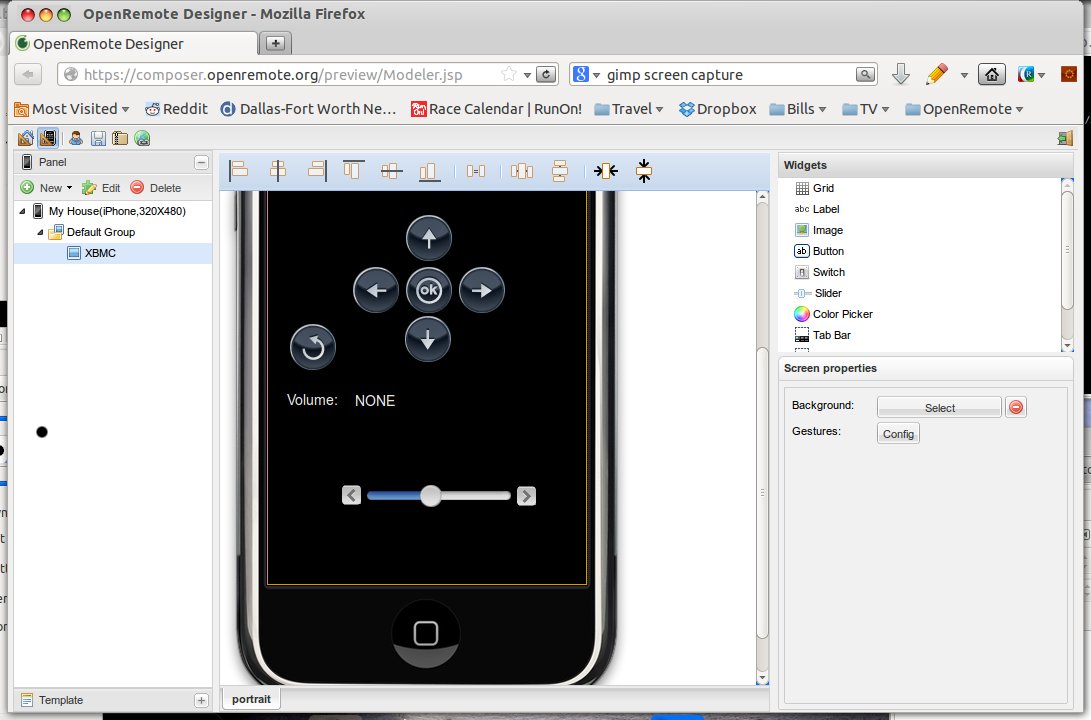 OpenRemote Designer - Mozilla Firefox
OpenRemote Designer
https://composer.openremote.org/preview/Modeler.jsp
gimp screen capture
Most Visited
Reddit
Dallas-Fort Worth Ne...
Race Calendar | RunOn!
Travel
Dropbox
Bills
TV
OpenRemote
Panel
New
Edit
Delete
My House(iPhone,320X480)
Default Group
XBMC
Template
ok
Volume:
NONE
portrait
Widgets
Grid
abc Label
Image
ab Button
Switch
Slider
Color Picker
Tab Bar
Screen properties
Background:
Select
Gestures:
Config